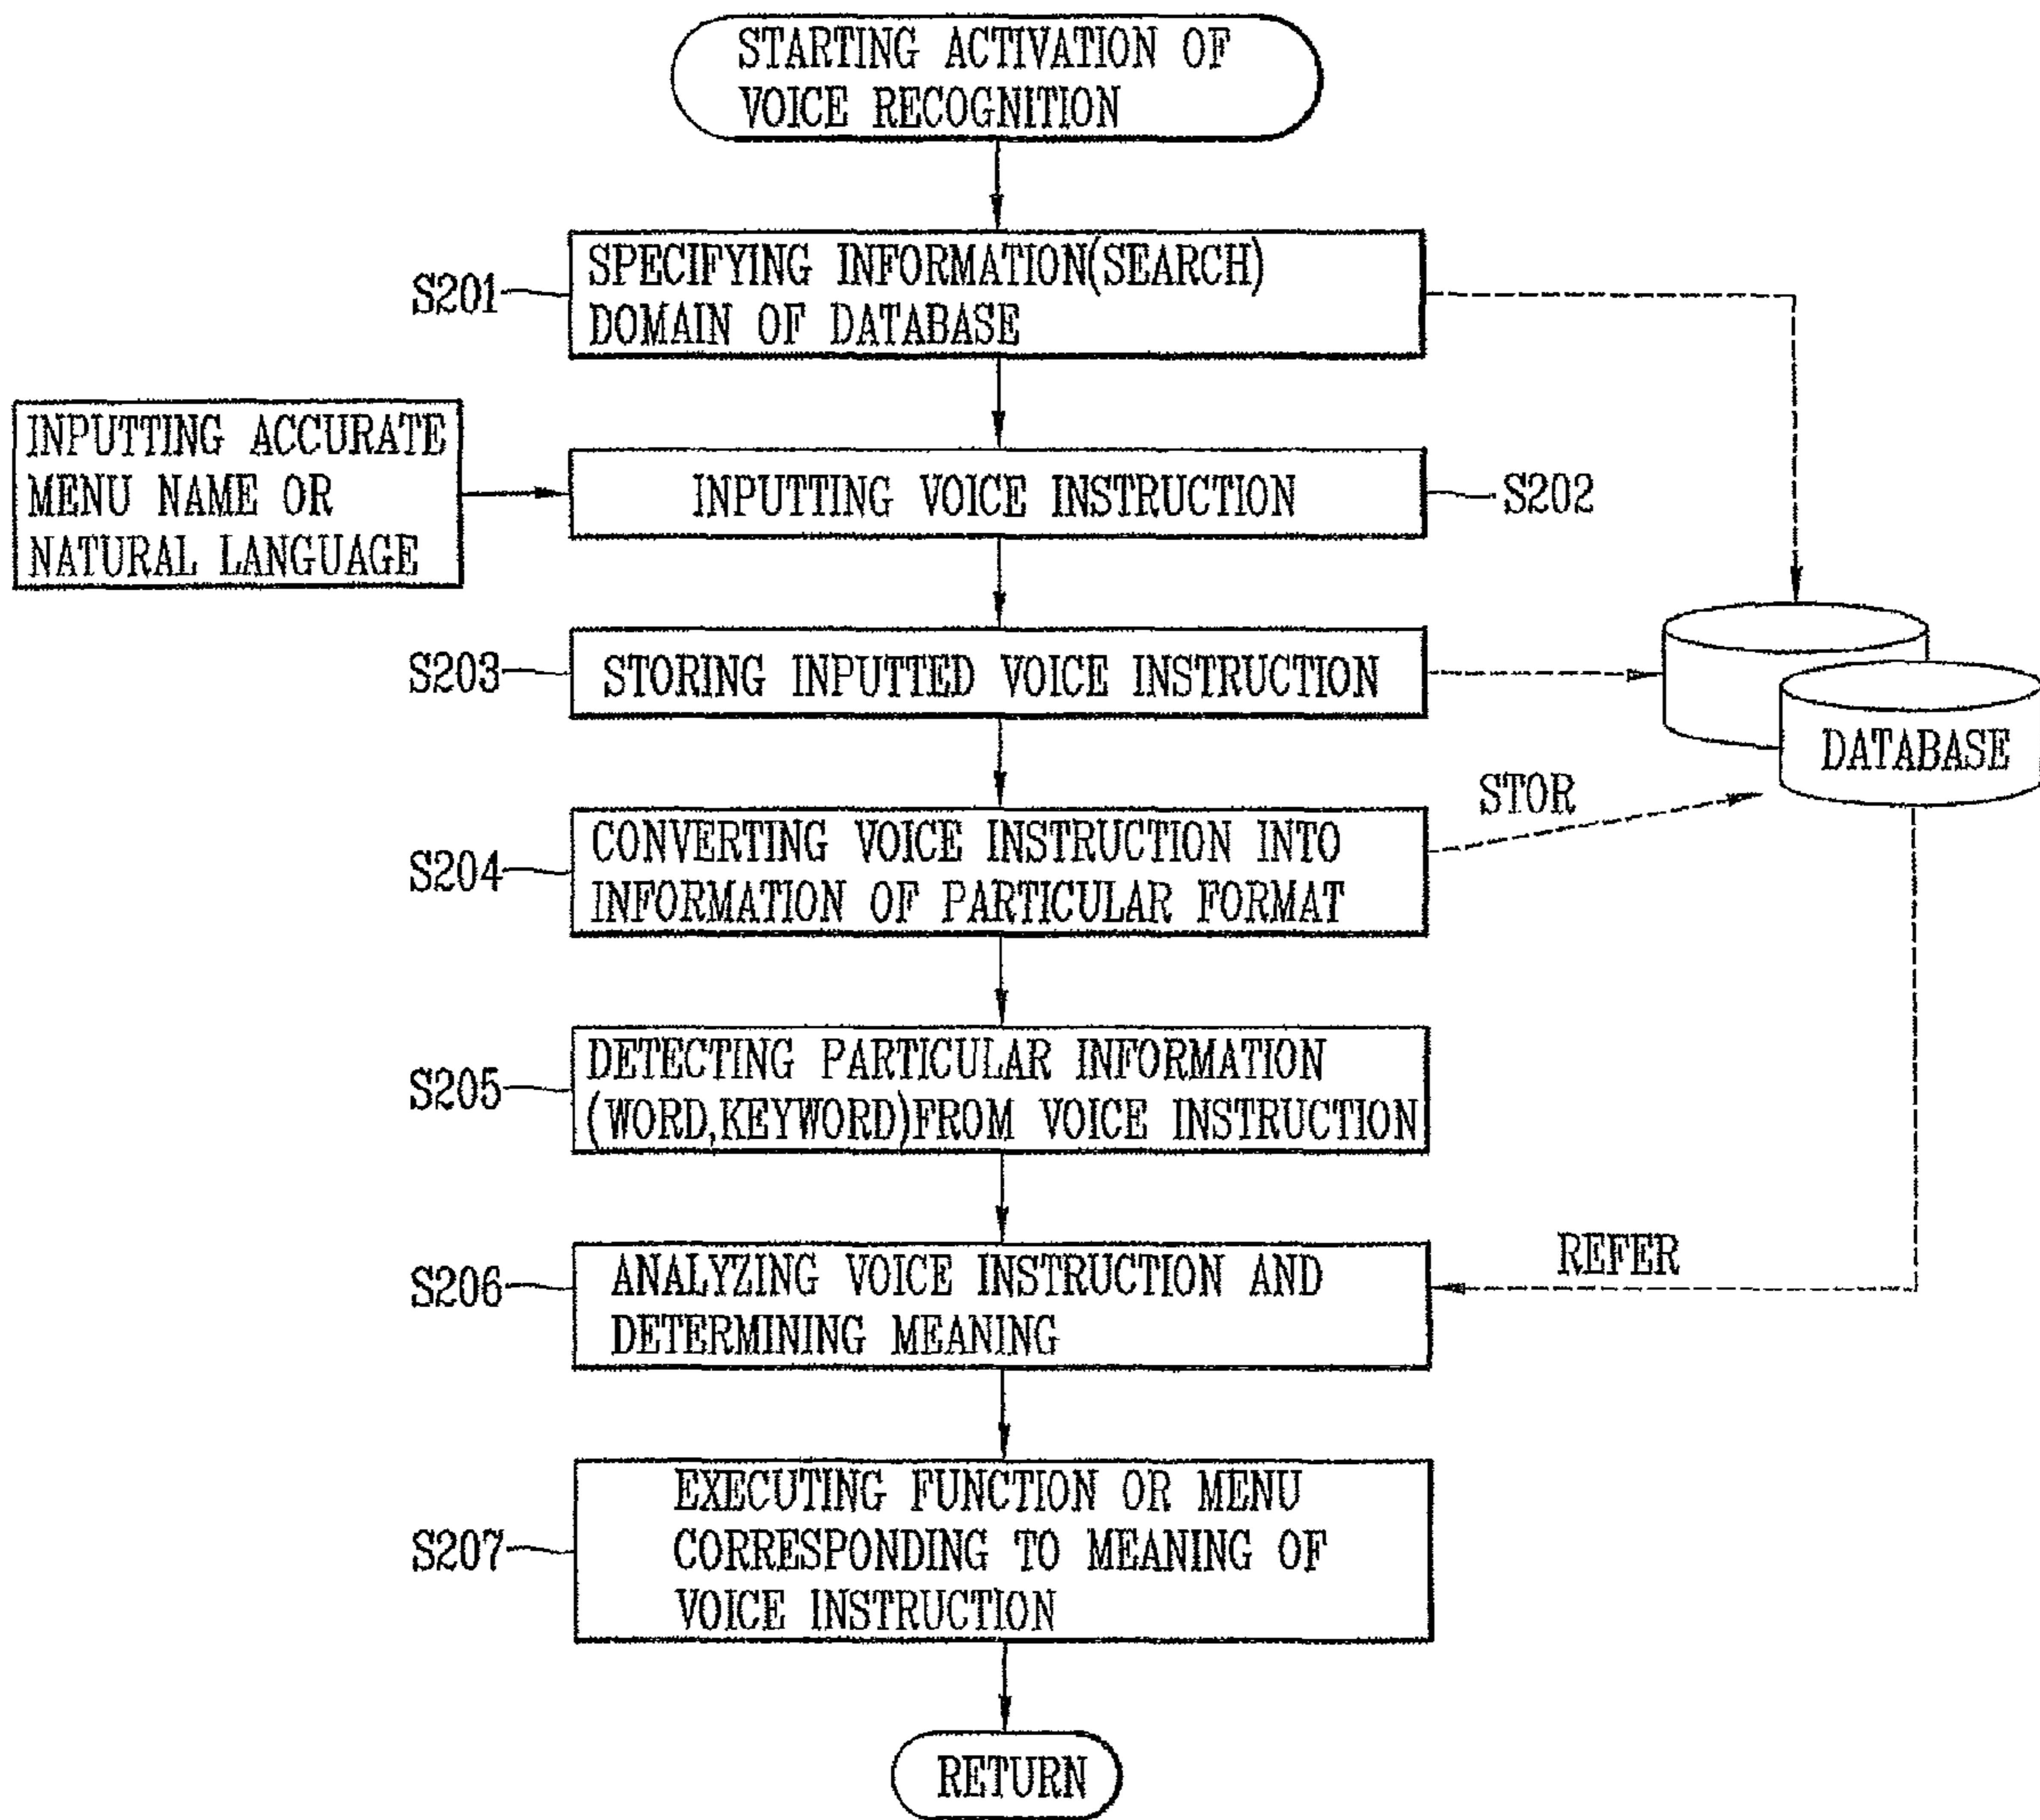 STARTING ACTIVATION OF
VOICE RECOGNITION
S201
SPECIFYING INFORMATION(SEARCH)
DOMAIN OF DATABASE
INPUTTING ACCURATE
MENU NAME OR
NATURAL LANGUAGE
INPUTTING VOICE INSTRUCTION
S202
S203
STORING INPUTTED VOICE INSTRUCTION
DATABASE
STOR
S204
CONVERTING VOICE INSTRUCTION INTO
INFORMATION OF PARTICULAR FORMAT
S205
DETECTING PARTICULAR INFORMATION
(WORD,KEYWORD)FROM VOICE INSTRUCTION
S206
ANALYZING VOICE INSTRUCTION AND
DETERMINING MEANING
REFER
S207
EXECUTING FUNCTION OR MENU
CORRESPONDING TO MEANING OF
VOICE INSTRUCTION
RETURN